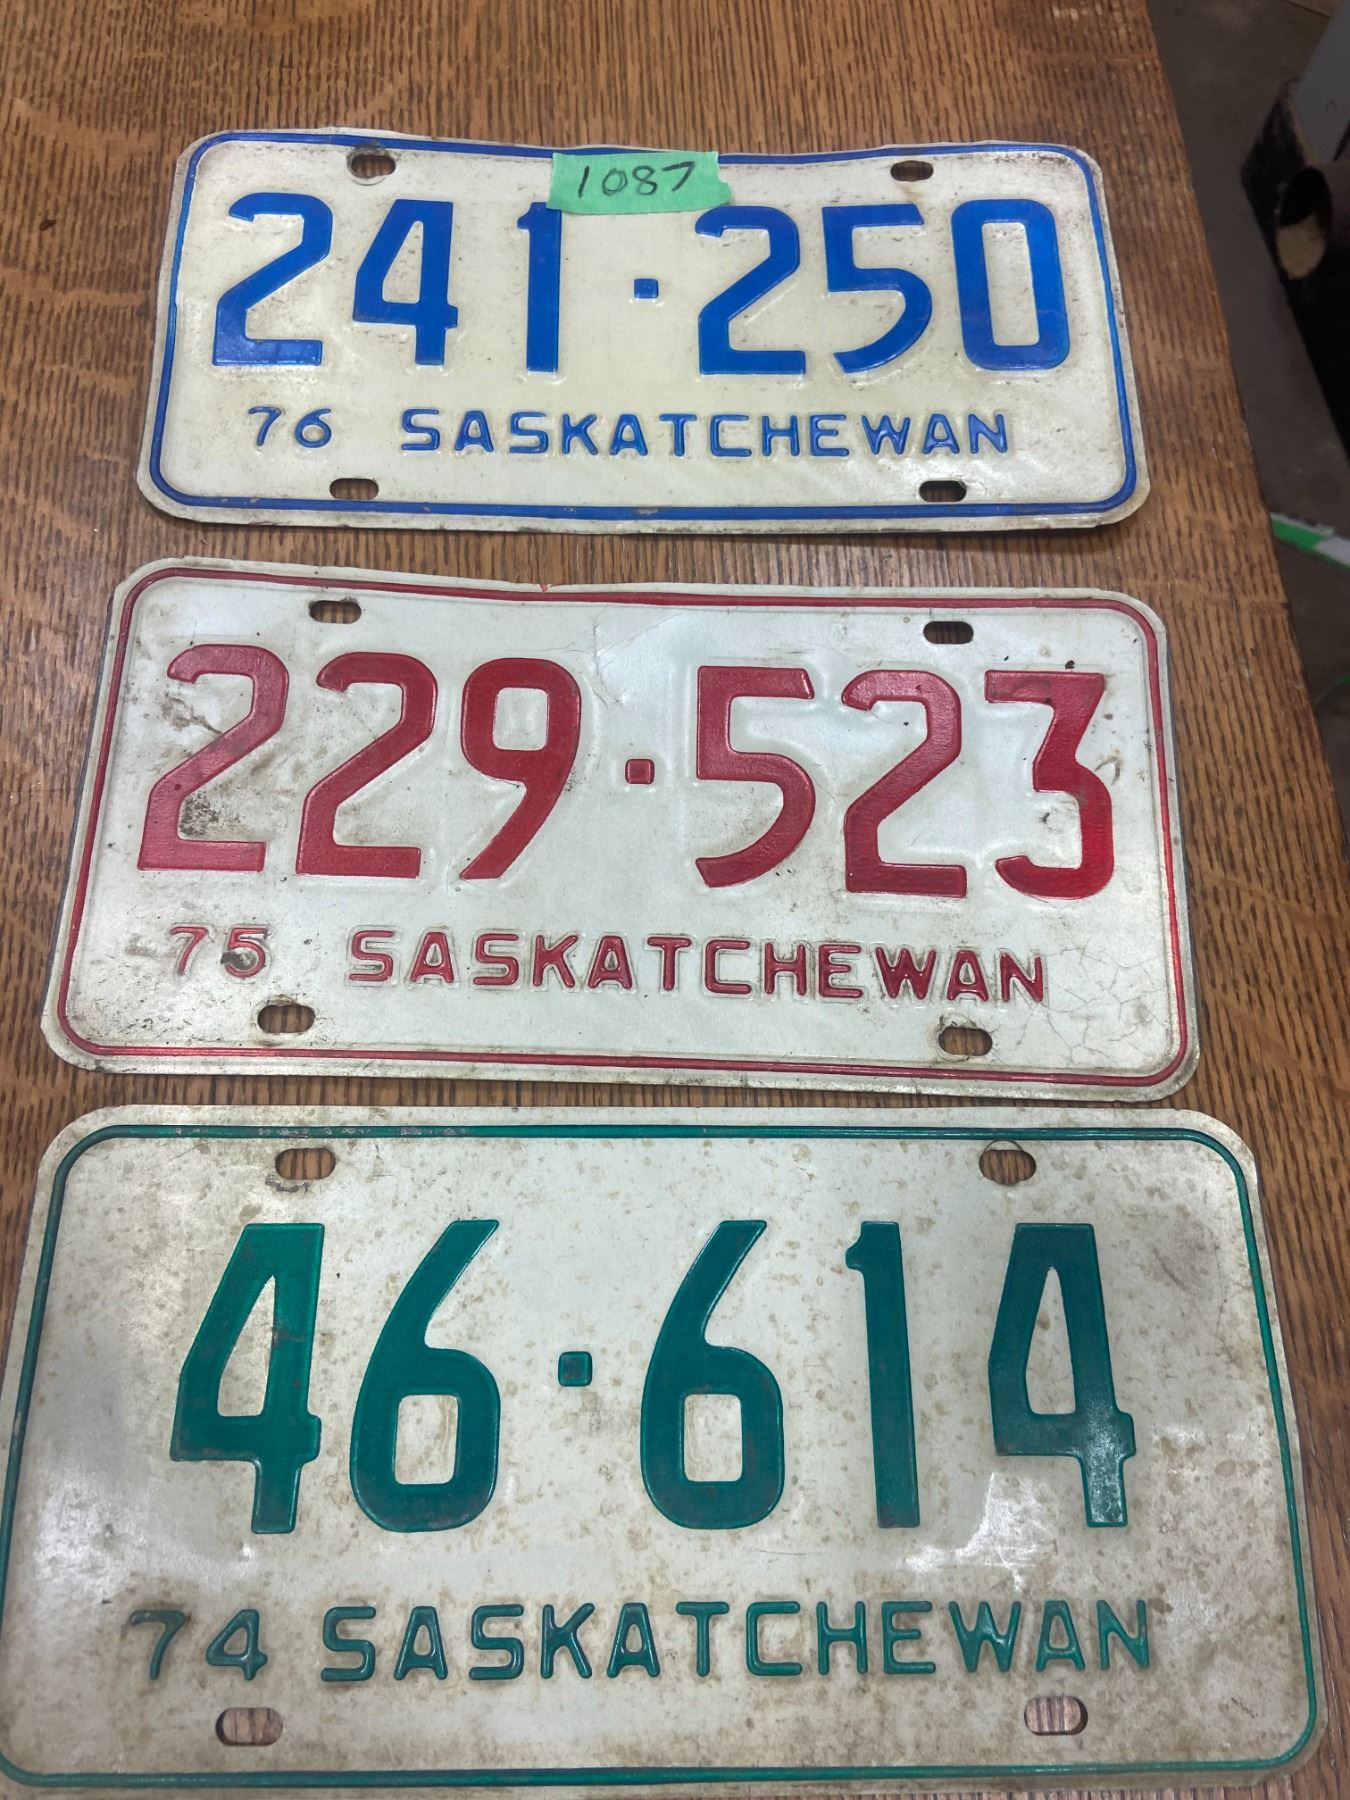 1087
241·250
76 SASKATCHEWAN
229·523
75 SASKATCHEWAN
46·614
74 SASKATCHEWAN